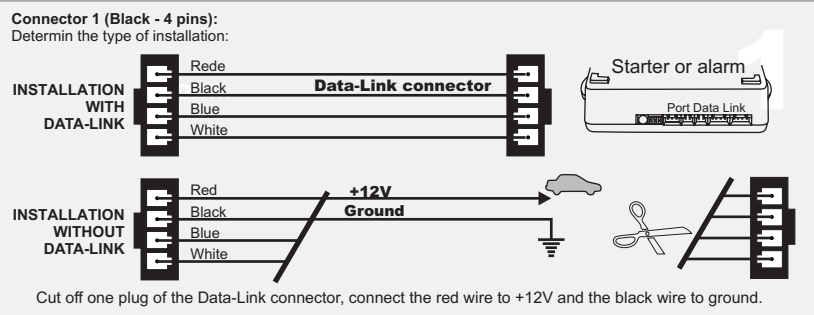 Connector 1 (Black - 4 pins):
Determin the type of installation:
1
Starter or alarm
Port Data Link
INSTALLATION
WITH
DATA-LINK
Rede
Black
Blue
White
Data-Link connector
INSTALLATION
WITHOUT
DATA-LINK
Red
Black
Blue
White
+12V
Ground
Cut off one plug of the Data-Link connector, connect the red wire to +12V and the black wire to ground.